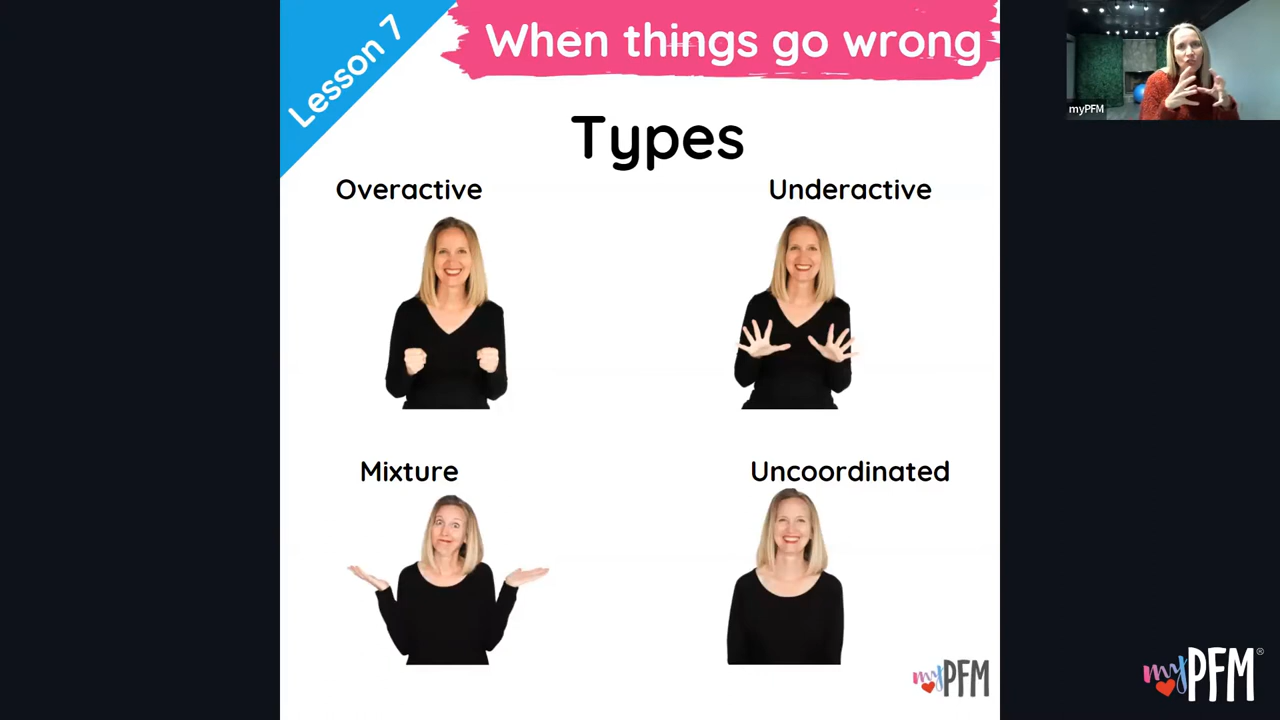 Lesson 7
When things go wrong
myPFM
Types
Overactive
Underactive
Mixture
Uncoordinated
myPFM
myPFM®